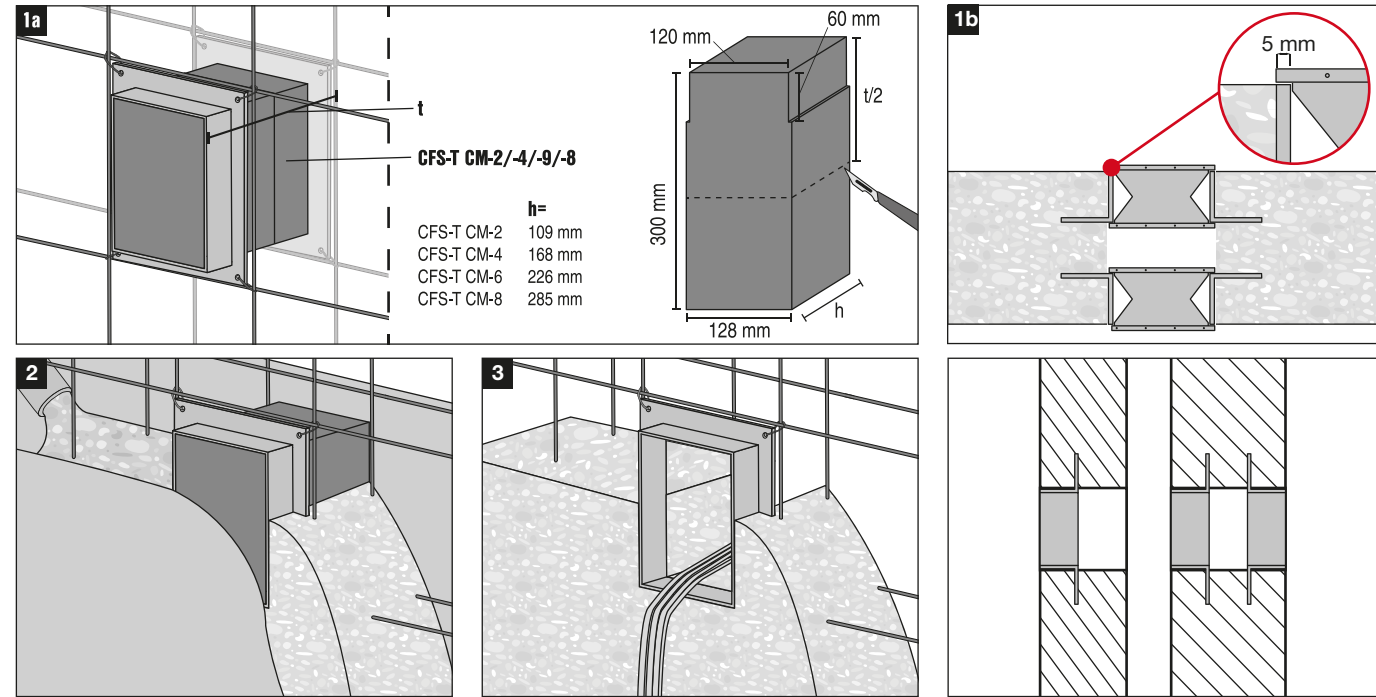 1a
t
CFS-T CM-2/-4/-9/-8
h=
CFS-T CM-2 109 mm
CFS-T CM-4 168 mm
CFS-T CM-6 226 mm
CFS-T CM-8 285 mm
60 mm
120 mm
t/2
300 mm
h
128 mm
1b
5 mm
2
3